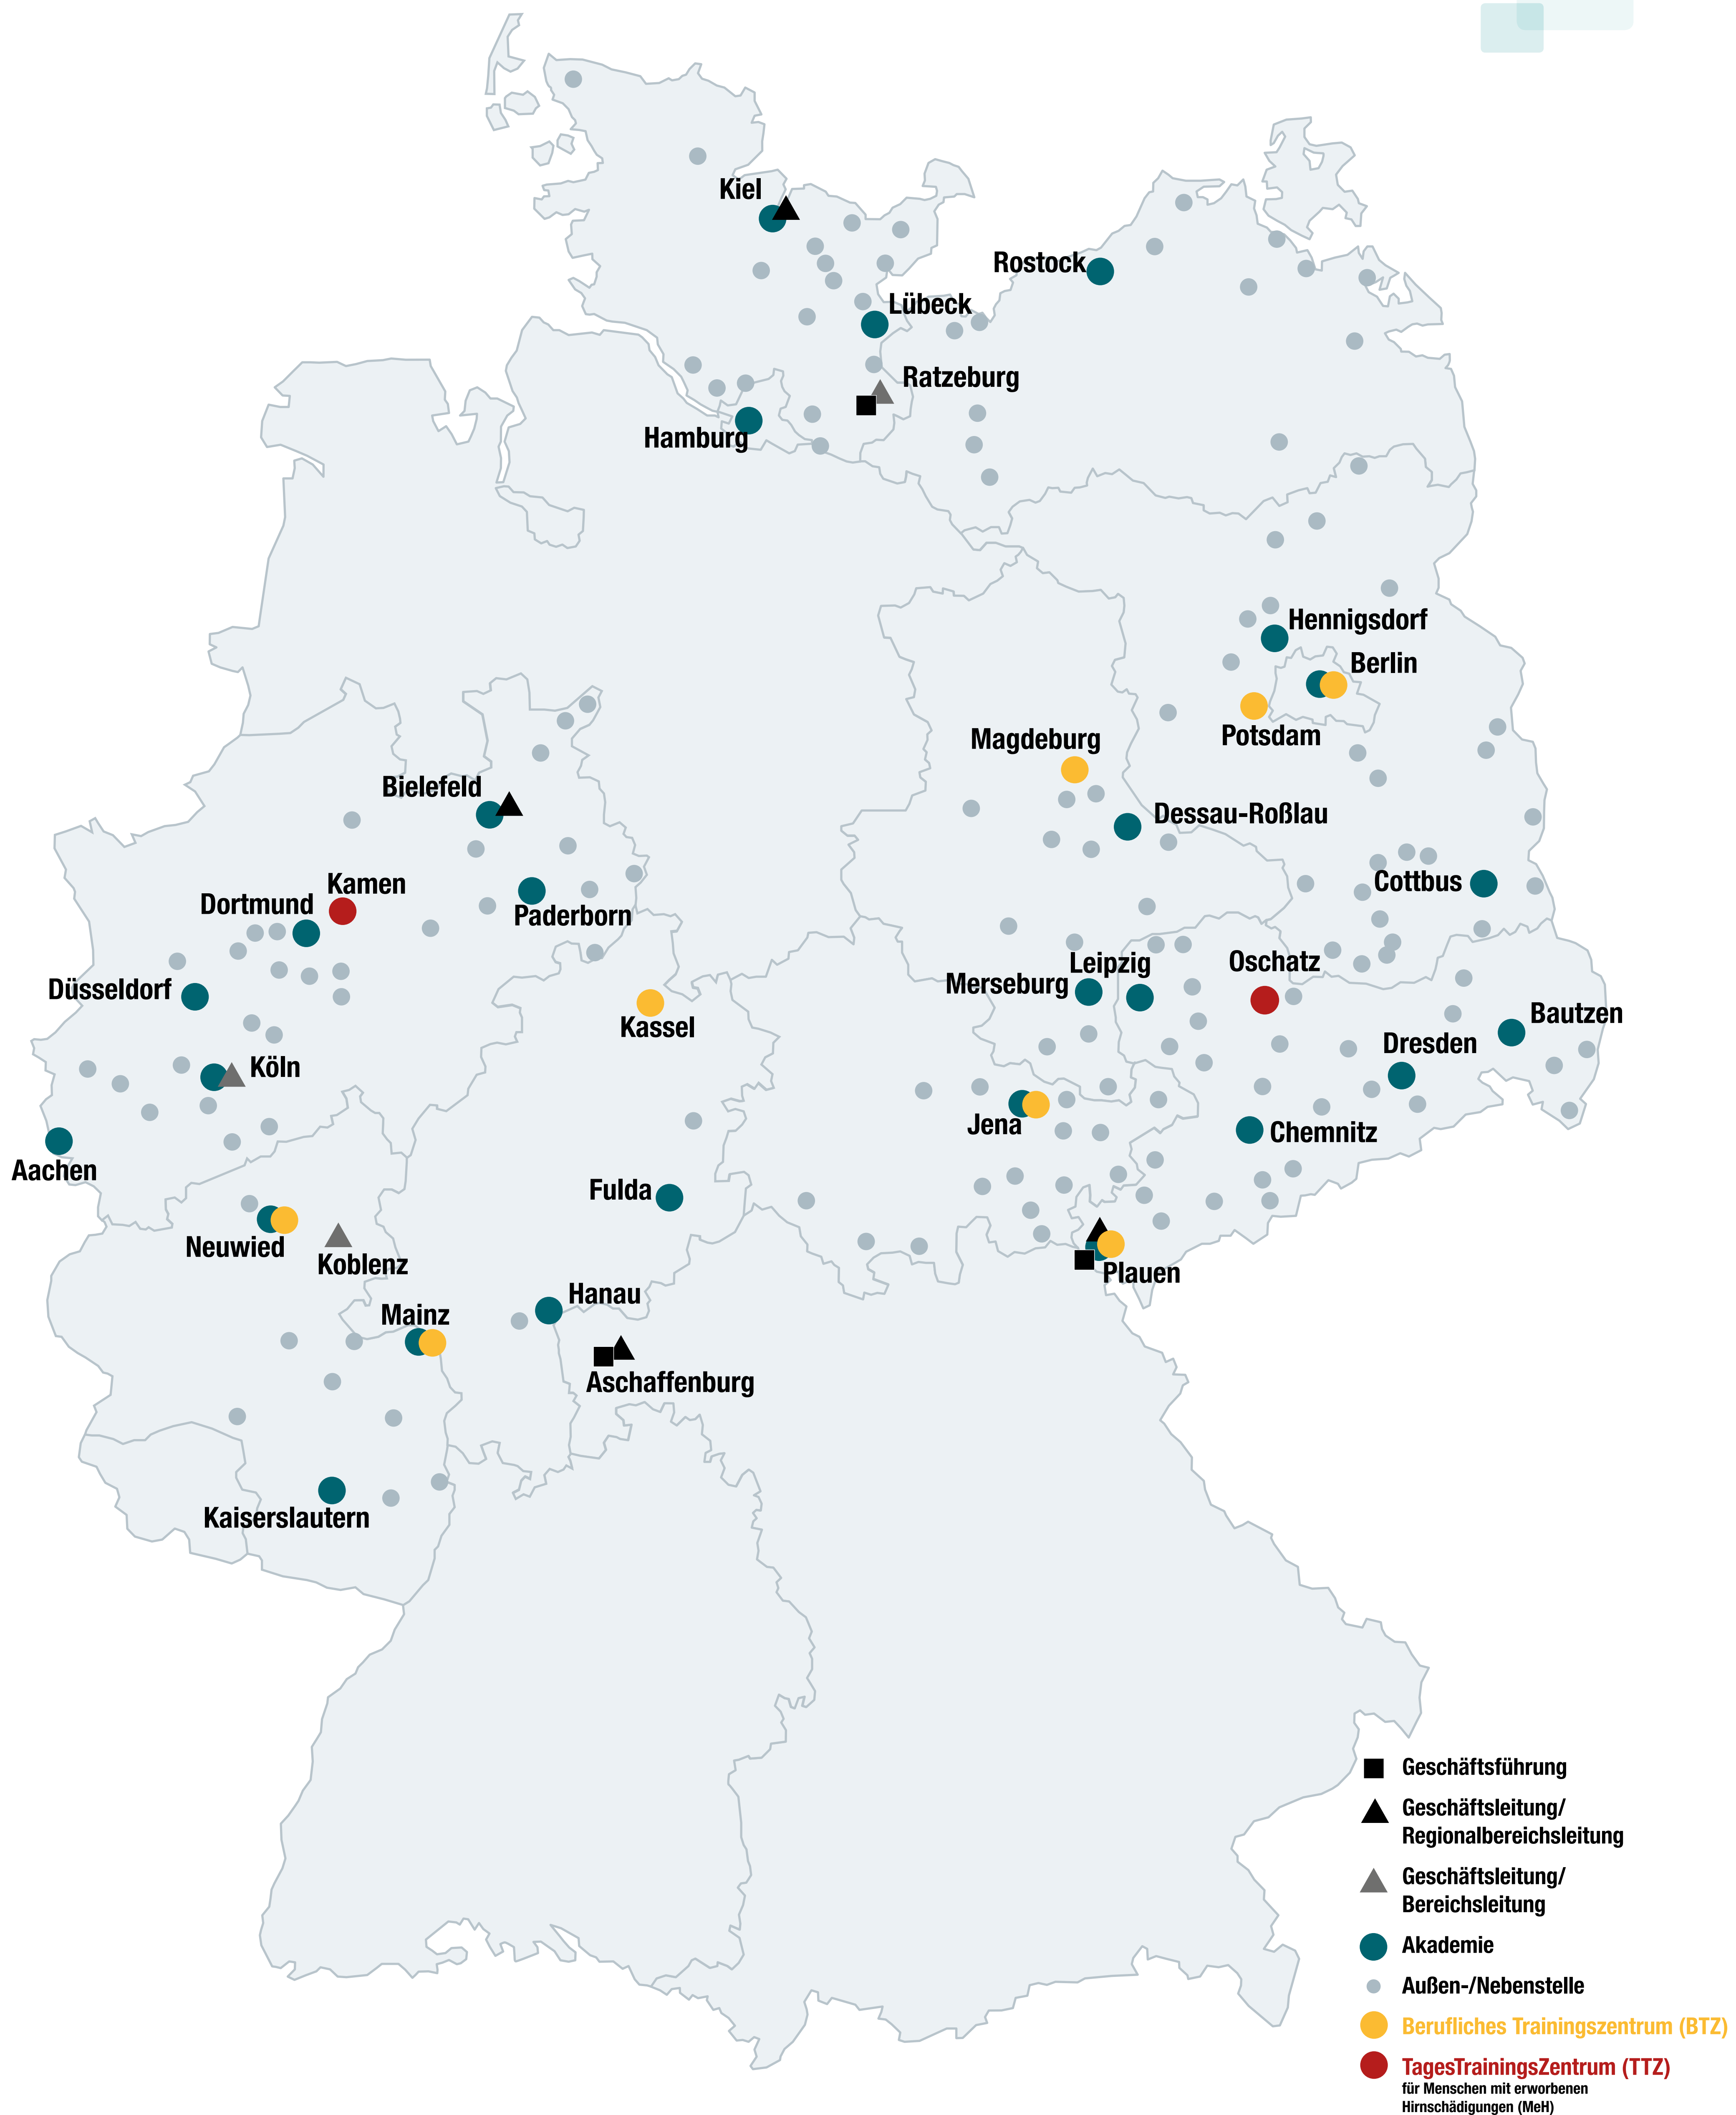 Kiel
Rostock
Lübeck
Ratzeburg
Hamburg
Hennigsdorf
Berlin
Potsdam
Magdeburg
Bielefeld
Dessau-Roßlau
Kamen
Cottbus
Dortmund
Paderborn
Leipzig
Oschatz
Düsseldorf
Merseburg
Bautzen
Kassel
Dresden
Köln
Jena
Chemnitz
Aachen
Fulda
Neuwied
Koblenz
Plauen
Hanau
Mainz
Aschaffenburg
Kaiserslautern
Geschäftsführung
Geschäftsleitung/
Regionalbereichsleitung
Geschäftsleitung/
Bereichsleitung
Akademie
Außen-/Nebenstelle
Berufliches Trainingszentrum (BTZ)
TagesTrainingsZentrum (TTZ)
für Menschen mit erworbenen
Hirnschädigungen (MeH)